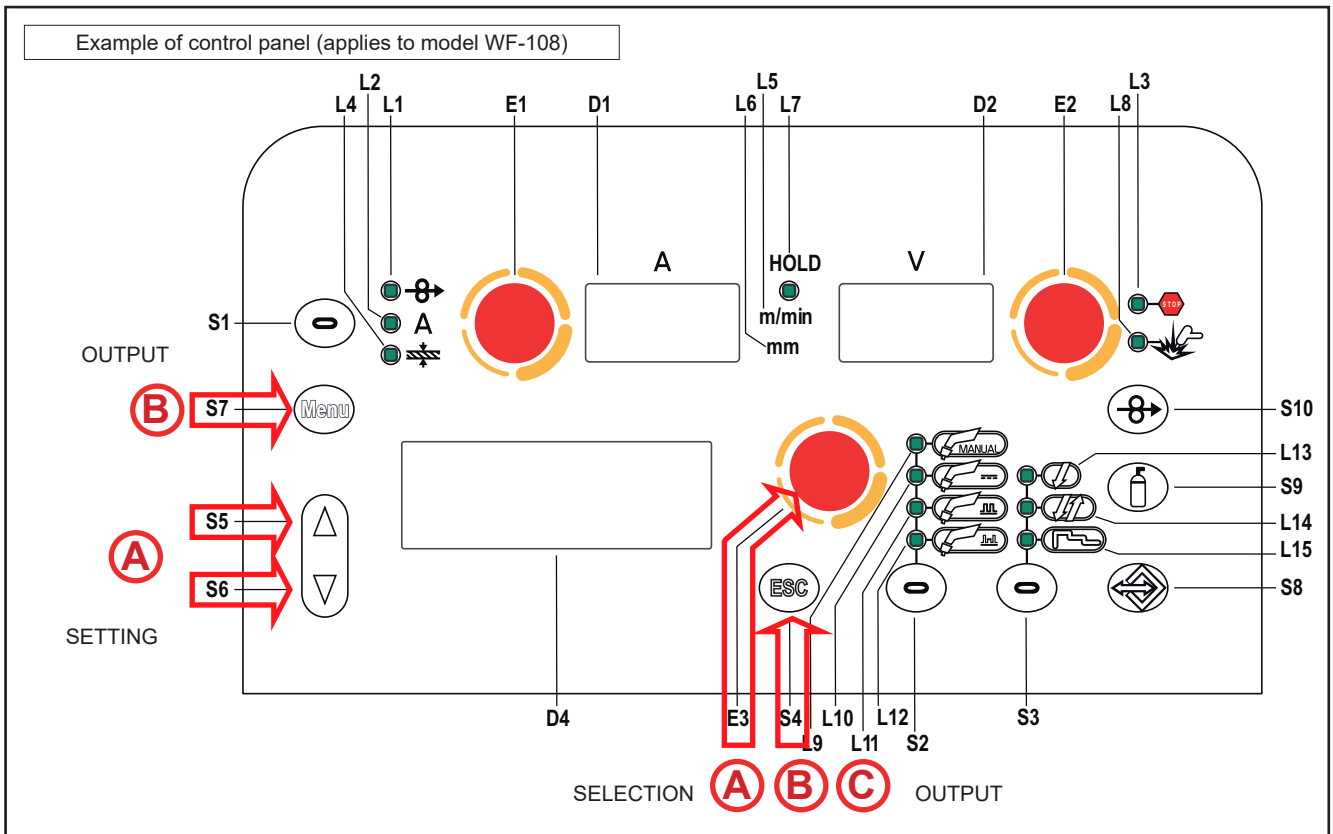 Example of control panel (applies to model WF-108)
L2 L5 L3
L4 L1 E1 D1 L6 L7 D2 E2 L8
A HOLD V
m/min
mm
STOP
S1 A
OUTPUT
B S7 Menu S10
MANUAL L13
S5 S9
L14
A L15
S6 ESC S8
SETTING
D4 E3 S4 L10 L12 S3
L9 L11 S2
SELECTION A B C OUTPUT